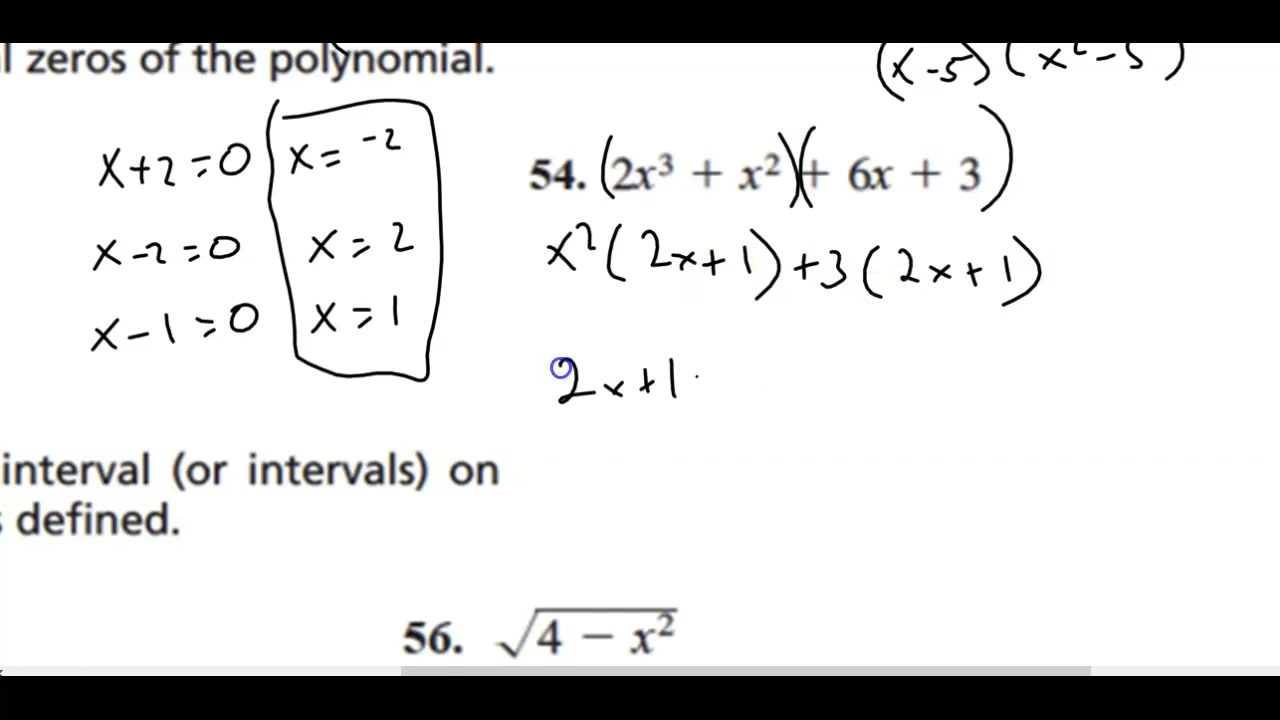 l zeros of the polynomial.
(x-5)(x²-5)
x+2=0 x=-2
54. (2x³ + x²)(+ 6x + 3)
x-2=0 x=2
x²(2x+1)+3(2x+1)
x-1=0 x=1
2x+1
interval (or intervals) on
s defined.
56. √4 − x²